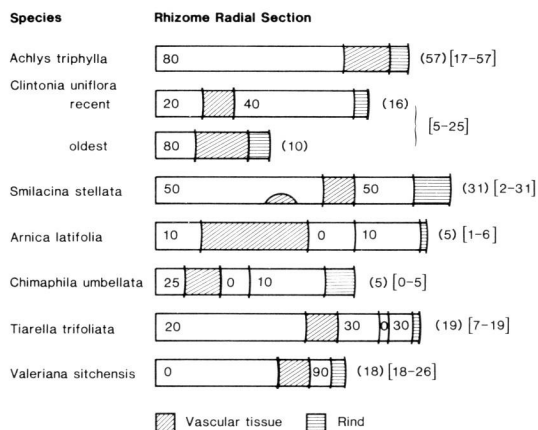 Species Rhizome Radial Section
Achlys triphylla 80 (57) [17-57]
Clintonia uniflora
recent 20 40 (16)
[5-25]
oldest 80 (10)
Smilacina stellata 50 50 (31) [2-31]
Arnica latifolia 10 0 10 (5) [1-6]
Chimaphila umbellata 25 0 10 (5) [0-5]
Tiarella trifoliata 20 30 0 30 (19) [7-19]
Valeriana sitchensis 0 90 (18) [18-26]
Vascular tissue Rind